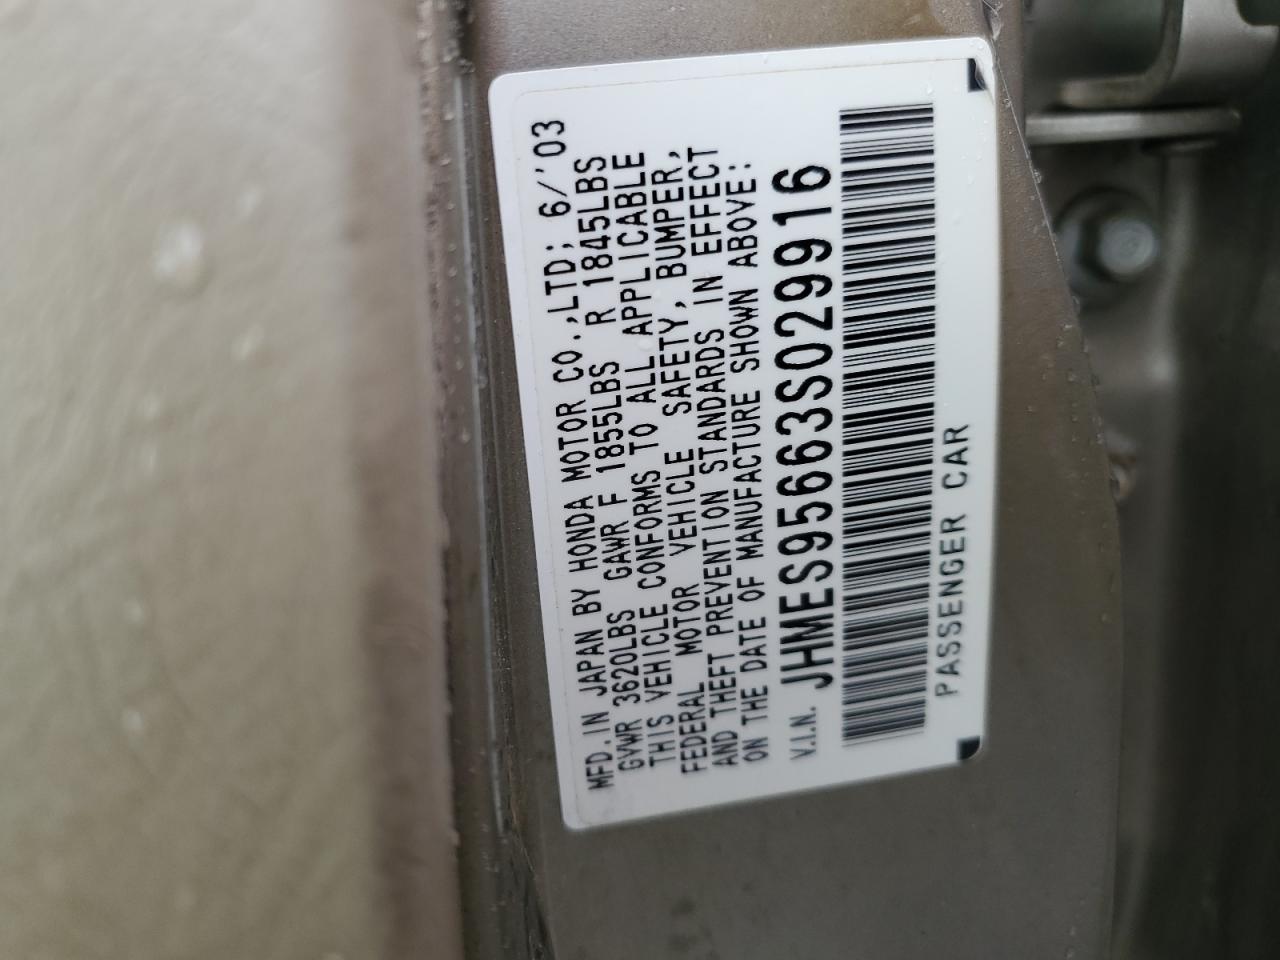 MFD.IN JAPAN BY HONDA MOTOR CO.,LTD; 6/'03
GVWR 3620LBS GAWR F 1855LBS R 1845LBS
THIS VEHICLE CONFORMS TO ALL APPLICABLE
FEDERAL MOTOR VEHICLE SAFETY, BUMPER,
AND THEFT PREVENTION STANDARDS IN EFFECT
ON THE DATE OF MANUFACTURE SHOWN ABOVE:
V.I.N. JHMES95663S029916
PASSENGER CAR